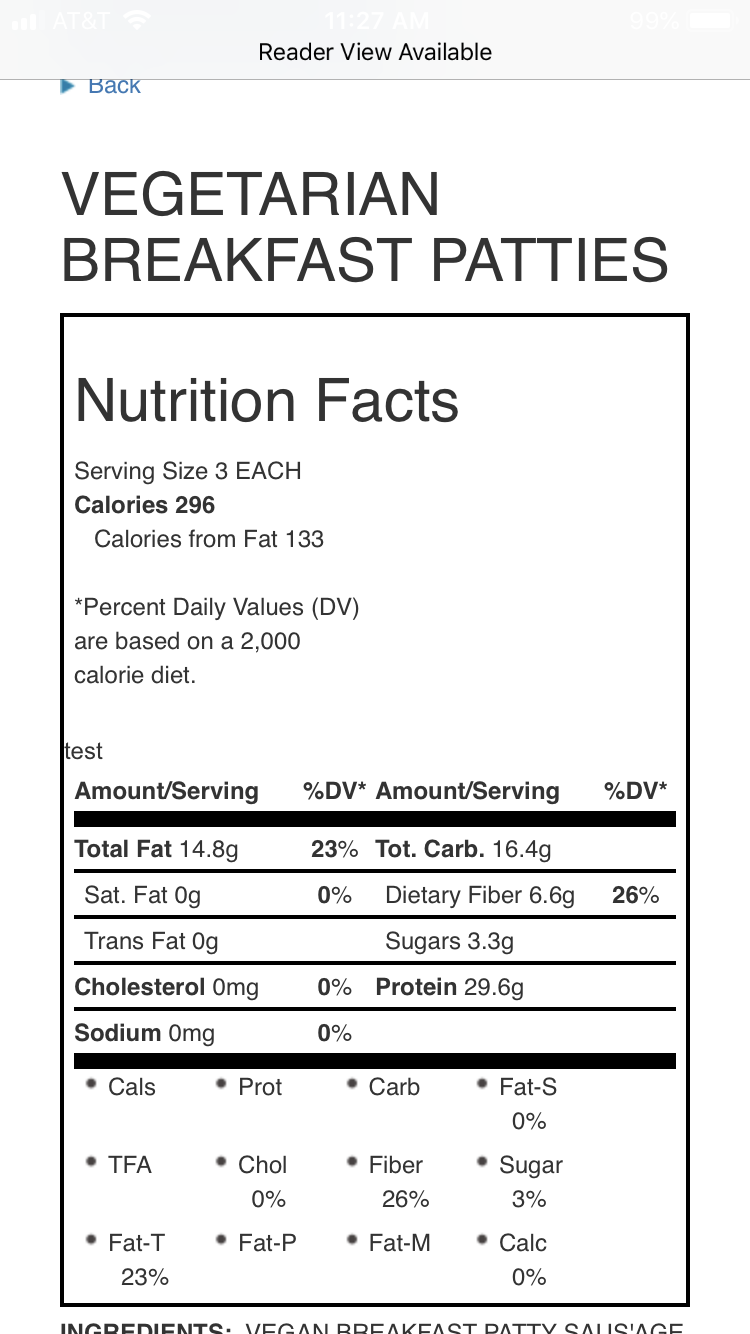 AT&T 11:27 AM 99%
Reader View Available
Back
VEGETARIAN
BREAKFAST PATTIES
Nutrition Facts
Serving Size 3 EACH
Calories 296
Calories from Fat 133
*Percent Daily Values (DV)
are based on a 2,000
calorie diet.
test
Amount/Serving %DV* Amount/Serving %DV*
Total Fat 14.8g 23% Tot. Carb. 16.4g
Sat. Fat 0g 0% Dietary Fiber 6.6g 26%
Trans Fat 0g Sugars 3.3g
Cholesterol 0mg 0% Protein 29.6g
Sodium 0mg 0%
• Cals • Prot • Carb • Fat-S
0%
• TFA • Chol • Fiber • Sugar
0% 26% 3%
• Fat-T • Fat-P • Fat-M • Calc
23% 0%
INGREDIENTS: VEGAN BREAKFAST PATTY SAUS'AGE